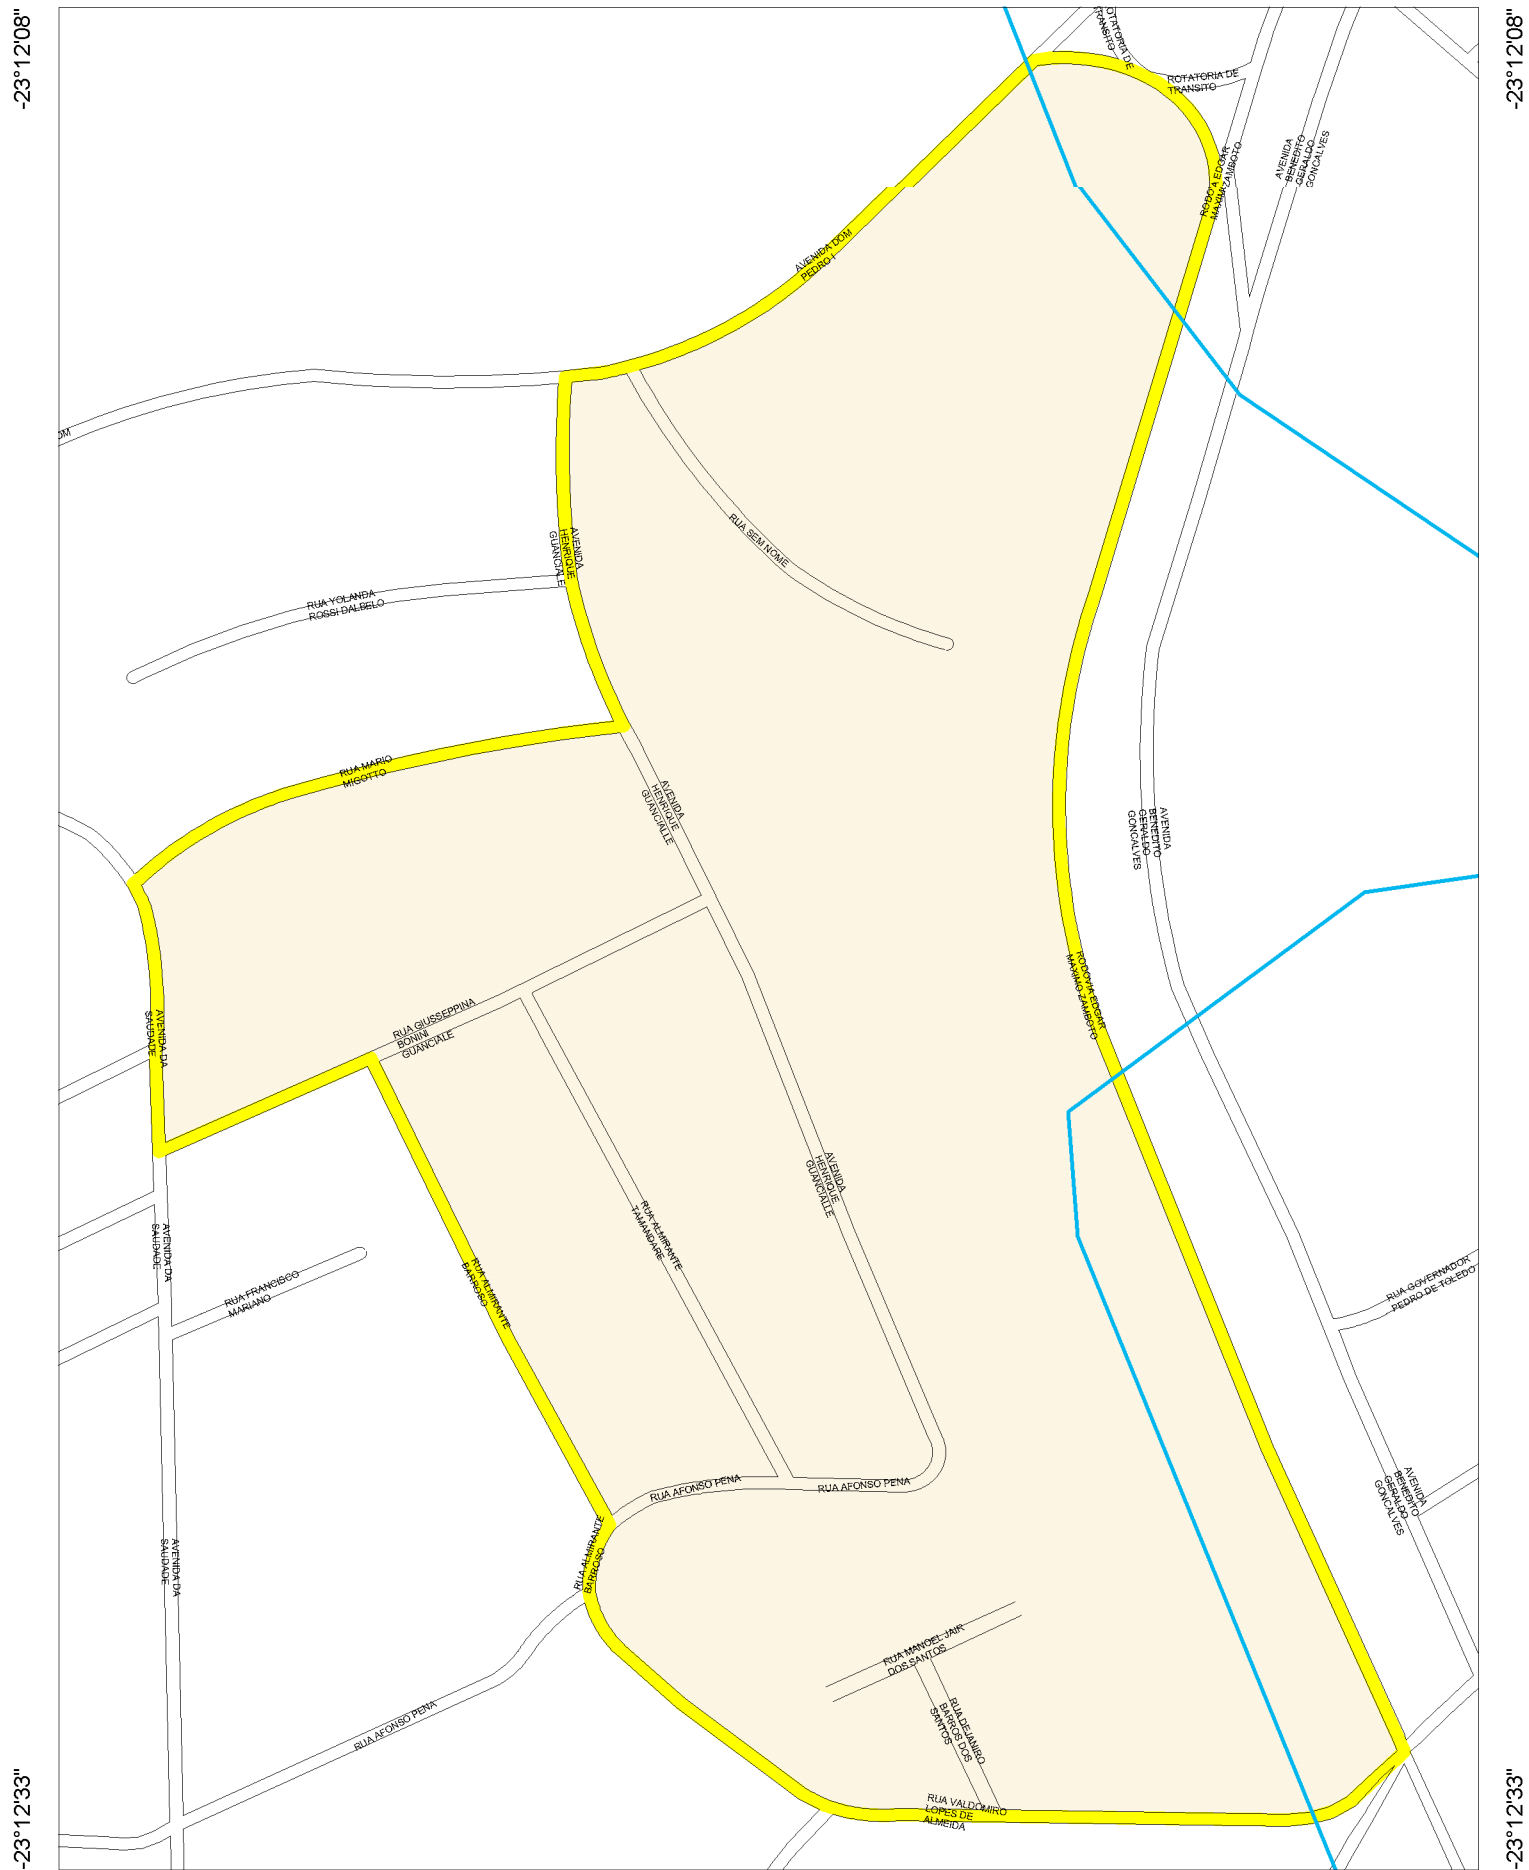 -23°12'08"
-23°12'08"
ROTATORIA DE
TRANSITO
ROTATORIA DE
TRANSITO
AVENIDA
BENEDITO
GERALDO
GONCALVES
MAXIMO ZAMBOTO
AVENIDA DOM
PEDRO I
AVENIDA
HENRIQUE
GUANCIALLE
RUA SEM NOME
RUA YOLANDA
ROSSI DALBELO
RUA MARIO
MIGOTTO
AVENIDA
HENRIQUE
GUANCIALLE
AVENIDA
BENEDITO
GERALDO
GONCALVES
RODOVIA EDGAR
MAXIMO ZAMBOTO
AVENIDA DA
SAUDADE
RUA GIUSSEPPINA
BONINI
GUANCIALE
AVENIDA
HENRIQUE
GUANCIALLE
RUA ALMIRANTE
TAMANDARE
AVENIDA DA
SAUDADE
RUA FRANCISCO
MARIANO
RUA ALMIRANTE
BARROSO
RUA GOVERNADOR
PEDRO DE TOLEDO
RUA AFONSO PENA
RUA AFONSO PENA
AVENIDA
BENEDITO
GERALDO
GONCALVES
RUA ALMIRANTE
BARROSO
AVENIDA DA
SAUDADE
RUA MANOEL JAIR
DOS SANTOS
RUA DEJANIRO
BARROS DOS
SANTOS
RUA AFONSO PENA
RUA VALDOMIRO
LOPES DE
ALMEIDA
-23°12'33"
-23°12'33"